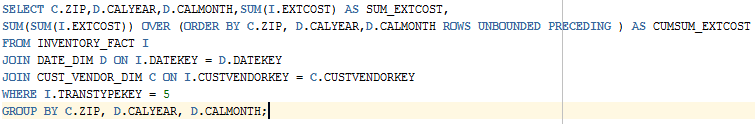 SELECT C.ZIP,D.CALYEAR,D.CALMONTH,SUM(I.EXTCOST) AS SUM_EXTCOST,
SUM(SUM(I.EXTCOST)) OVER (ORDER BY C.ZIP, D.CALYEAR,D.CALMONTH ROWS UNBOUNDED PRECEDING ) AS CUMSUM_EXTCOST
FROM INVENTORY_FACT I
JOIN DATE_DIM D ON I.DATEKEY = D.DATEKEY
JOIN CUST_VENDOR_DIM C ON I.CUSTVENDORKEY = C.CUSTVENDORKEY
WHERE I.TRANSTYPEKEY = 5
GROUP BY C.ZIP, D.CALYEAR, D.CALMONTH;